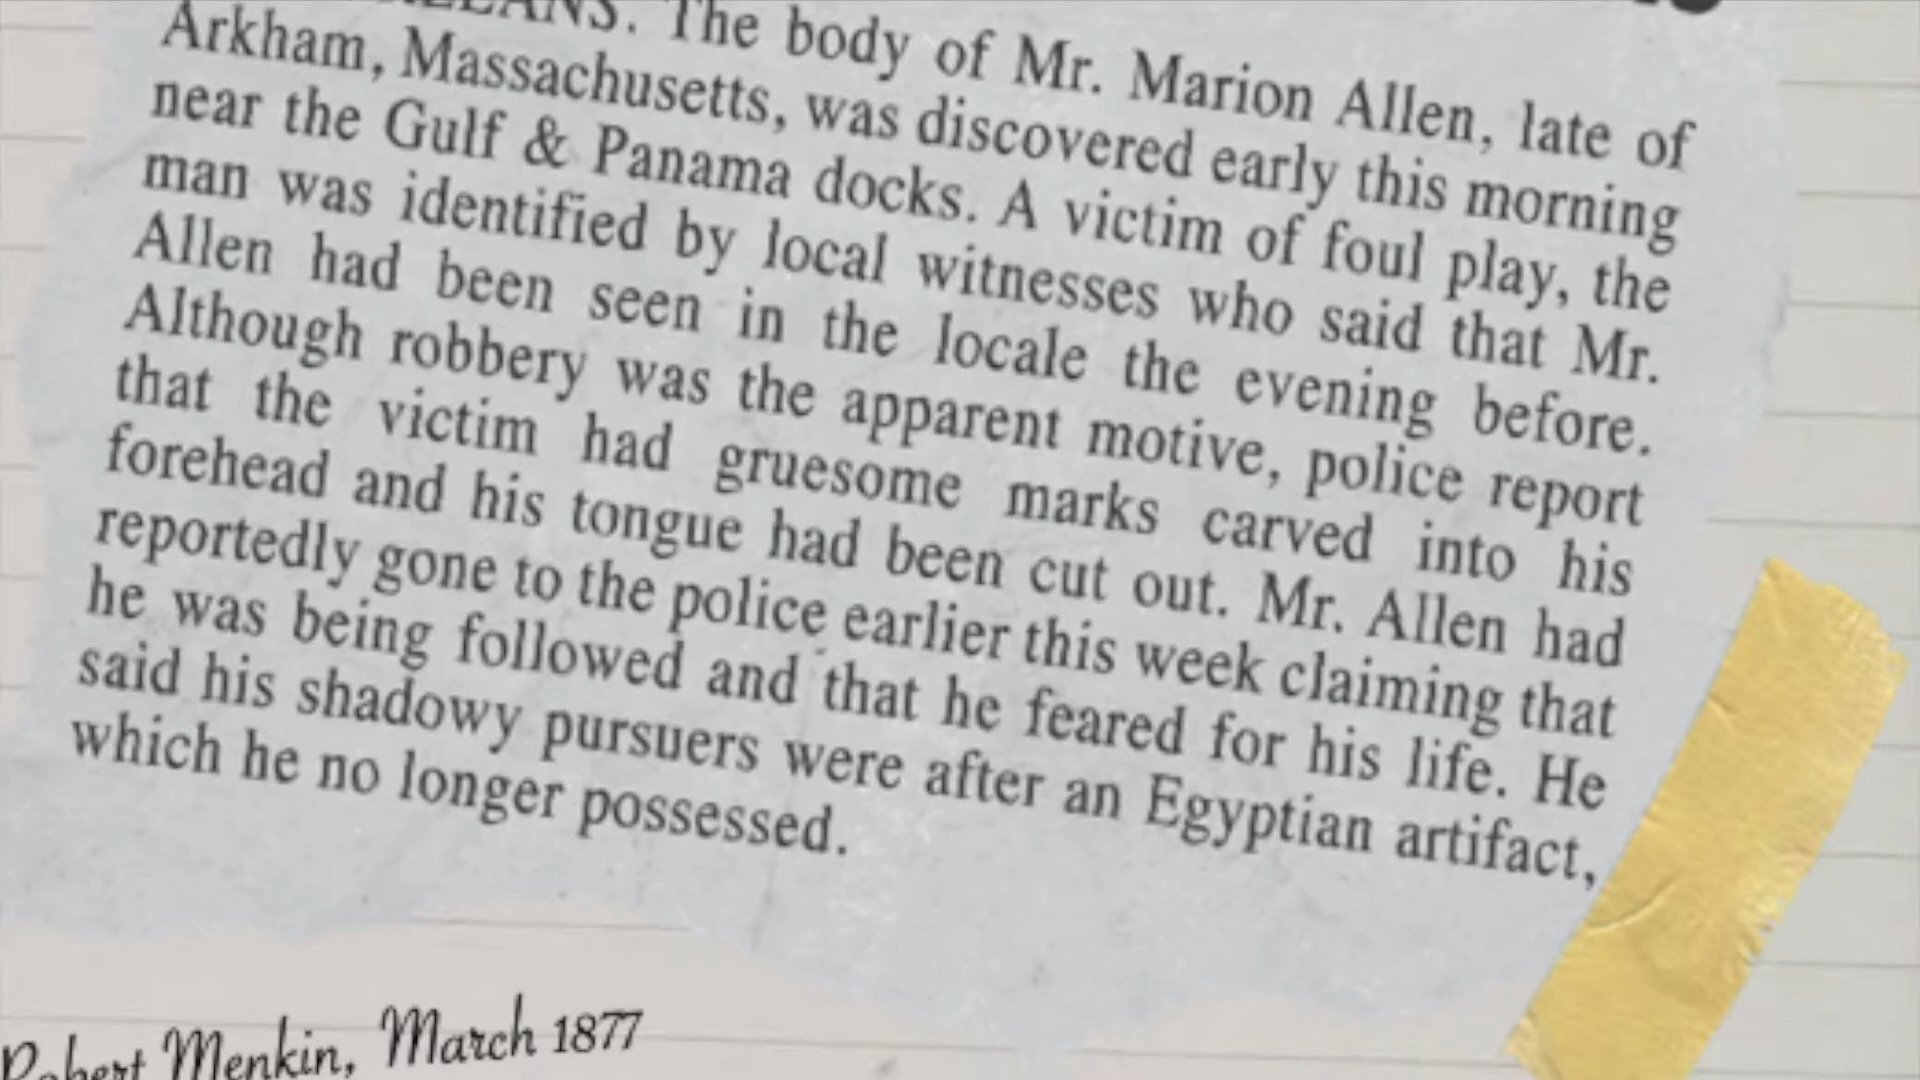 The body of Mr. Marion Allen, late of
Arkham, Massachusetts, was discovered early this morning
near the Gulf & Panama docks. A victim of foul play, the
man was identified by local witnesses who said that Mr.
Allen had been seen in the locale the evening before.
Although robbery was the apparent motive, police report
that the victim had gruesome marks carved into his
forehead and his tongue had been cut out. Mr. Allen had
reportedly gone to the police earlier this week claiming that
he was being followed and that he feared for his life. He
said his shadowy pursuers were after an Egyptian artifact,
which he no longer possessed.
Robert Menkin, March 1877